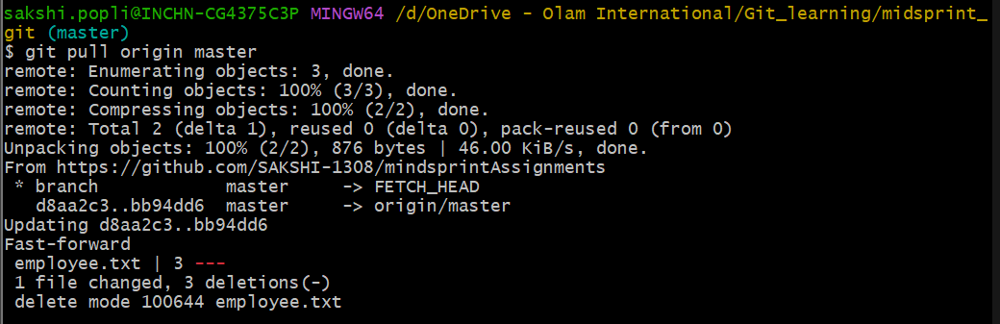 sakshi.popli@INCHN-CG4375C3P MINGW64 /d/OneDrive - Olam International/Git_learning/midsprint_
git (master)
$ git pull origin master
remote: Enumerating objects: 3, done.
remote: Counting objects: 100% (3/3), done.
remote: Compressing objects: 100% (2/2), done.
remote: Total 2 (delta 1), reused 0 (delta 0), pack-reused 0 (from 0)
Unpacking objects: 100% (2/2), 876 bytes | 46.00 KiB/s, done.
From https://github.com/SAKSHI-1308/mindsprintAssignments
 * branch            master     -> FETCH_HEAD
   d8aa2c3..bb94dd6  master     -> origin/master
Updating d8aa2c3..bb94dd6
Fast-forward
 employee.txt | 3 ---
 1 file changed, 3 deletions(-)
 delete mode 100644 employee.txt